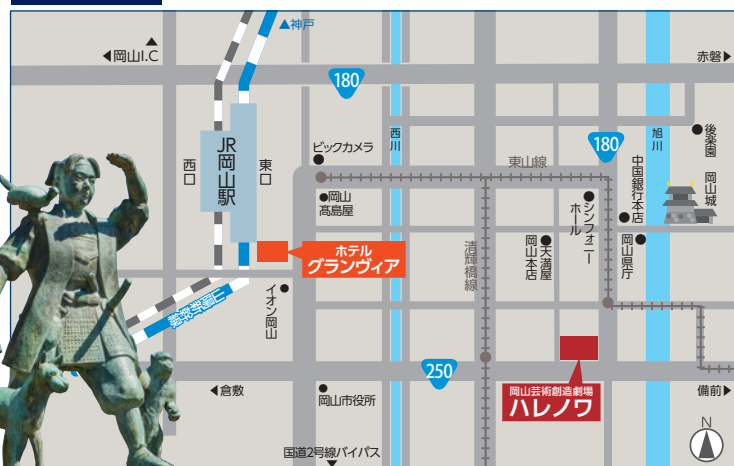 ▲神戸
▲
◀岡山I.C
赤磐▶
180
180
西口
JR岡山駅
東口
ビックカメラ
西川
東山線
旭川
後楽園
岡山城
中国銀行本店
岡山
髙島屋
シンフォニー
ホール
岡山県庁
ホテル
グランヴィア
清輝橋線
天満屋
岡山本店
イオン岡山
山陽新幹線
250
岡山芸術創造劇場
ハレノワ
◀倉敷
岡山市役所
備前▶
国道2号線バイパス
▼
N